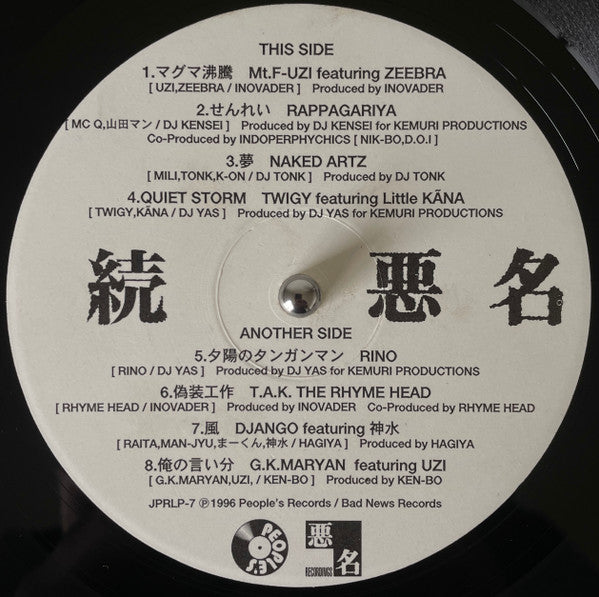 THIS SIDE
1.マグマ沸騰 Mt.F-UZI featuring ZEEBRA
[ UZI,ZEEBRA / INOVADER ] Produced by INOVADER
2.せんれい RAPPAGARIYA
[ MC Q,山田マン / DJ KENSEI ] Produced by DJ KENSEI for KEMURI PRODUCTIONS
Co-Produced by INDOPERPHYCHICS [ NIK-BO,D.O.I ]
3.夢 NAKED ARTZ
[ MILI,TONK,K-ON / DJ TONK ] Produced by DJ TONK
4.QUIET STORM TWIGY featuring Little KÃNA
[ TWIGY,KÃNA / DJ YAS ] Produced by DJ YAS for KEMURI PRODUCTIONS
続 悪名
ANOTHER SIDE
5.夕陽のタンガンマン RINO
[ RINO / DJ YAS ] Produced by DJ YAS for KEMURI PRODUCTIONS
6.偽装工作 T.A.K. THE RHYME HEAD
[ RHYME HEAD / INOVADER ] Produced by INOVADER Co-Produced by RHYME HEAD
7.風 DJANGO featuring 神水
[ RAITA,MAN-JYU,まーくん,神水 / HAGIYA ] Produced by HAGIYA
8.俺の言い分 G.K.MARYAN featuring UZI
[ G.K.MARYAN,UZI, / KEN-BO ] Produced by KEN-BO
JPRLP-7 ℗1996 People's Records / Bad News Records
PEOPLE'S
悪名
RECORDINGS